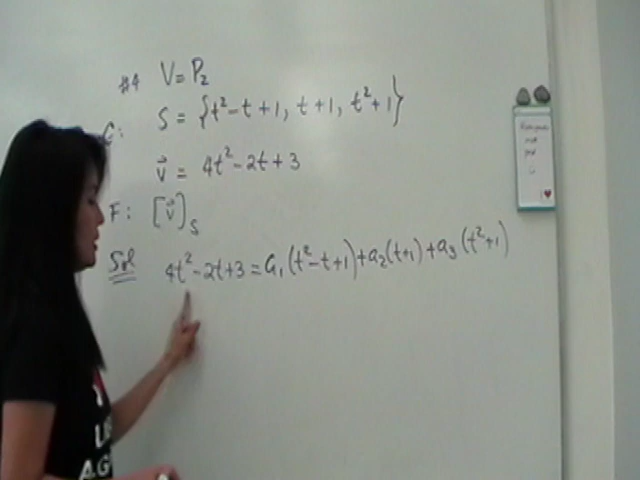 #4 V=P₂
G: S = {t²-t+1, t+1, t²+1}
v⃗ = 4t²-2t+3
F: [v⃗]ₛ
Sol 4t²-2t+3=a₁(t²-t+1)+a₂(t+1)+a₃(t²+1)